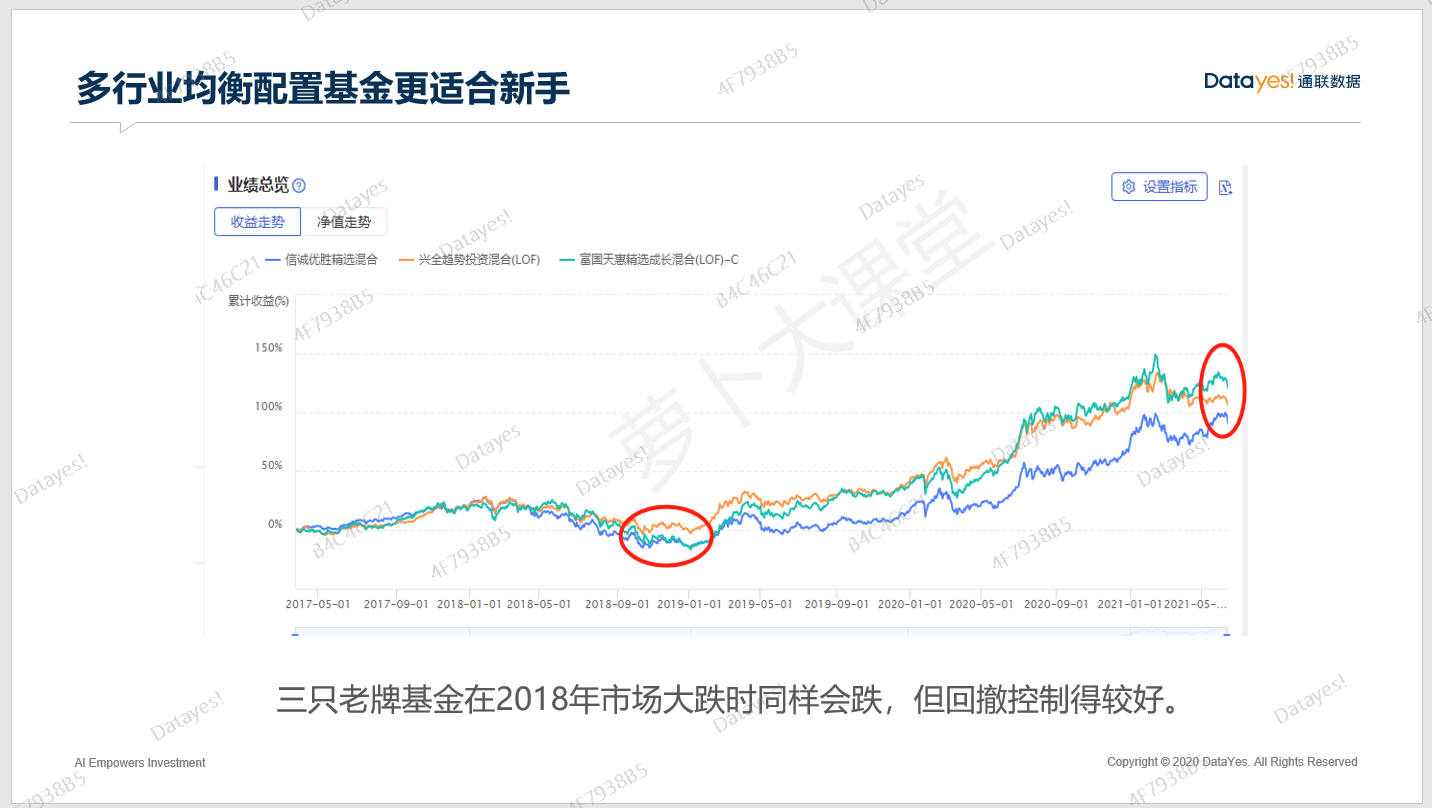 多行业均衡配置基金更适合新手
Datayes! 通联数据
业绩总览
设置指标
收益走势 净值走势
信诚优胜精选混合 兴全趋势投资混合(LOF) 富国天惠精选成长混合(LOF)-C
累计收益(%)
150%
100%
50%
0%
2017-05-01 2017-09-01 2018-01-01 2018-05-01 2018-09-01 2019-01-01 2019-05-01 2019-09-01 2020-01-01 2020-05-01 2020-09-01 2021-01-01 2021-05-...
三只老牌基金在2018年市场大跌时同样会跌，但回撤控制得较好。
AI Empowers Investment
Copyright © 2020 DataYes. All Rights Reserved
萝卜大课堂
Datayes!
4F7938B5
B4C46C21